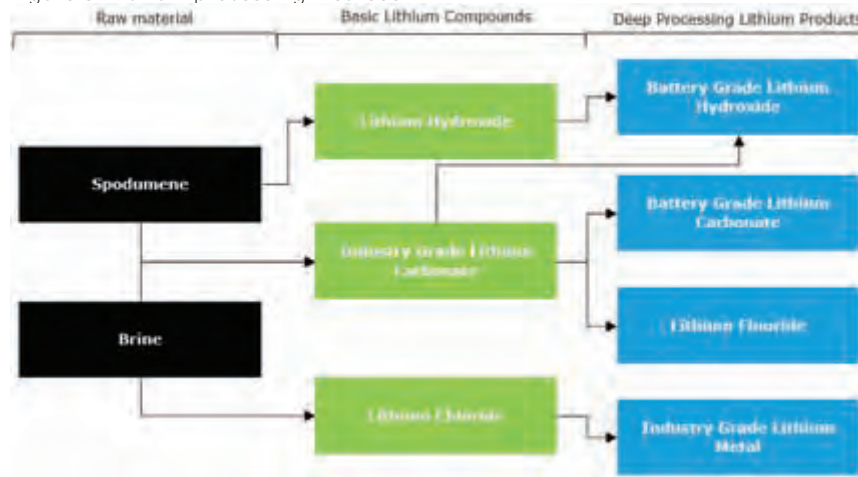 Raw material
Basic Lithium Compounds
Deep Processing Lithium Products
Spodumene
Brine
Lithium Hydroxide
Industry Grade Lithium
Carbonate
Lithium Chloride
Battery Grade Lithium
Hydroxide
Battery Grade Lithium
Carbonate
Lithium Fluoride
Industry Grade Lithium
Metal